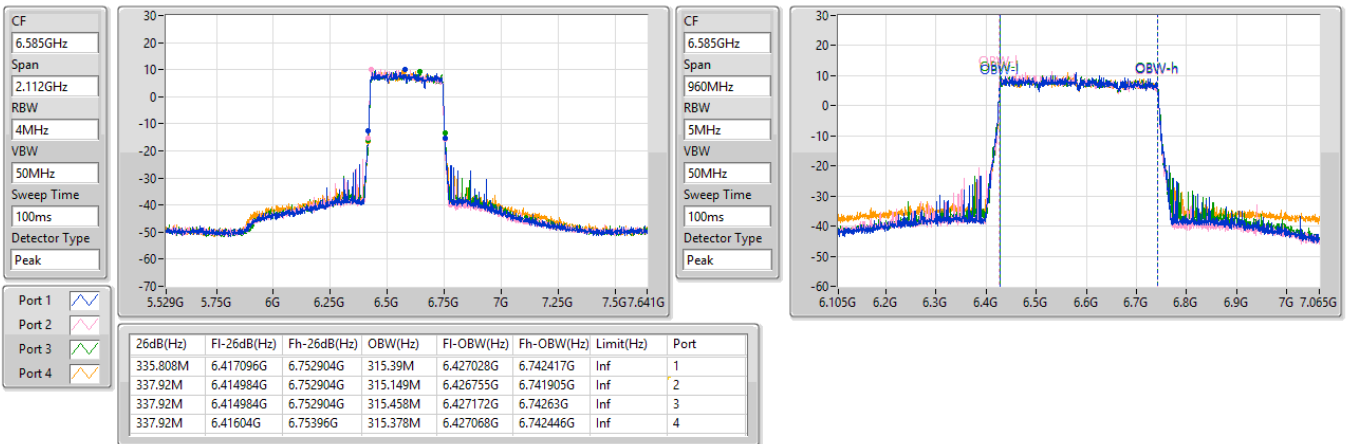 CF
6.585GHz
Span
2.112GHz
RBW
4MHz
VBW
50MHz
Sweep Time
100ms
Detector Type
Peak
30
20
10
0
-10
-20
-30
-40
-50
-60
-70
5.529G 5.75G 6G 6.25G 6.5G 6.75G 7G 7.25G 7.5G 7.641G
CF
6.585GHz
Span
960MHz
RBW
5MHz
VBW
50MHz
Sweep Time
100ms
Detector Type
Peak
30
20
10
0
-10
-20
-30
-40
-50
-60
OBW-l OBW-h
6.105G 6.2G 6.3G 6.4G 6.5G 6.6G 6.7G 6.8G 6.9G 7G 7.065G
Port 1
Port 2
Port 3
Port 4
26dB(Hz) Fl-26dB(Hz) Fh-26dB(Hz) OBW(Hz) Fl-OBW(Hz) Fh-OBW(Hz) Limit(Hz) Port
335.808M 6.417096G 6.752904G 315.39M 6.427028G 6.742417G Inf 1
337.92M 6.414984G 6.752904G 315.149M 6.426755G 6.741905G Inf 2
337.92M 6.414984G 6.752904G 315.458M 6.427172G 6.74263G Inf 3
337.92M 6.41604G 6.75396G 315.378M 6.427068G 6.742446G Inf 4